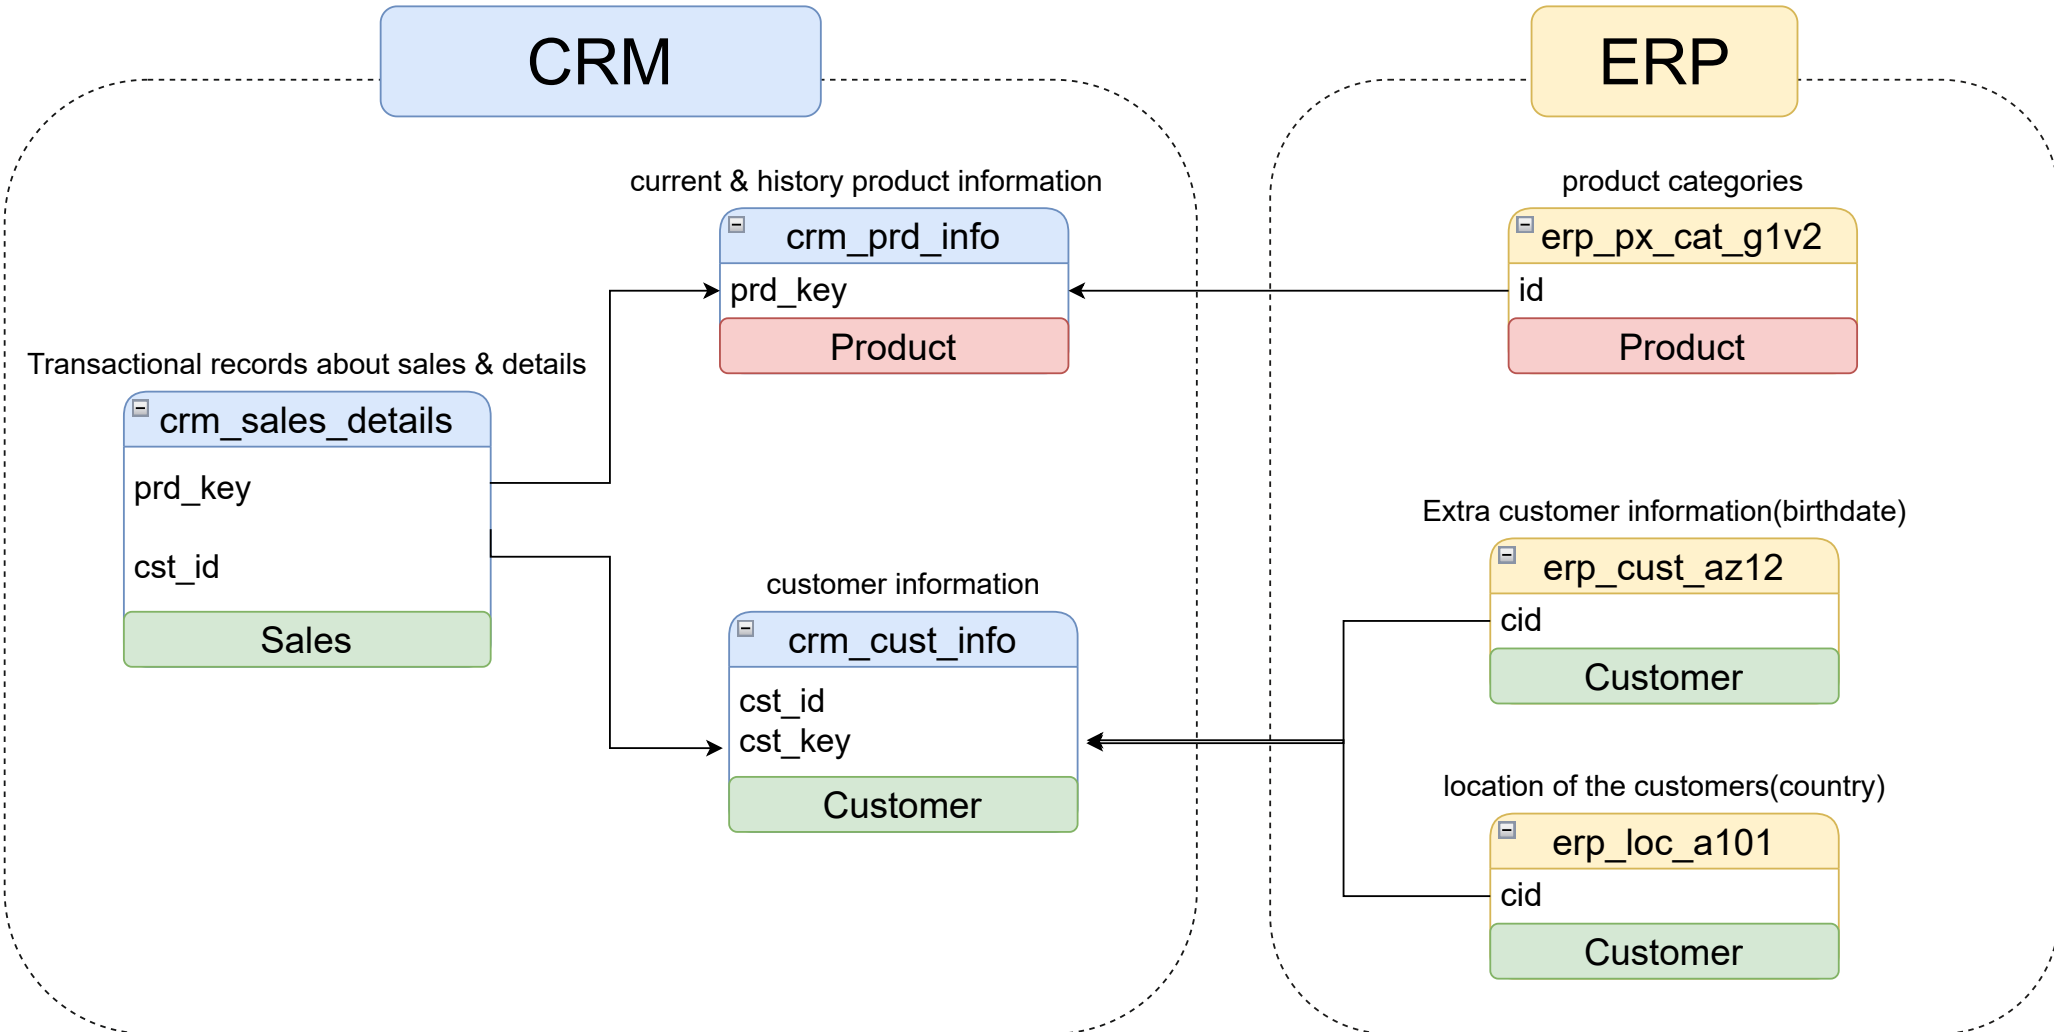 CRM
ERP
current & history product information
crm_prd_info
prd_key
Product
product categories
erp_px_cat_g1v2
id
Product
Transactional records about sales & details
crm_sales_details
prd_key
cst_id
Sales
customer information
crm_cust_info
cst_id
cst_key
Customer
Extra customer information(birthdate)
erp_cust_az12
cid
Customer
location of the customers(country)
erp_loc_a101
cid
Customer